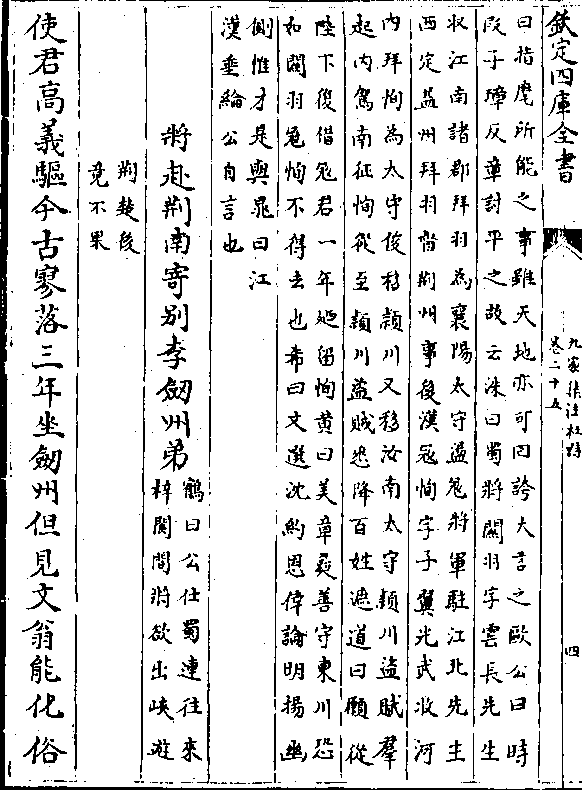 欽定四庫全書
九家集注杜詩
卷二十五
四
曰指麾所能之事雖天地亦可回誇大言之歐公曰時
段子璋反章討平之故云洙曰蜀將關羽字雲長先生
収江南諸郡拜羽為襄陽太守盪冦將軍駐江北先主
西定益州拜羽督荆州事後漢冦恂字子翼光武收河
内拜恂為太守後移潁川又移汝南太守潁川盜賊羣
起内駕南征恂從至潁川盜賊悉降百姓遮道曰願從
陛下復借冦君一年廼留恂黄曰美章彛善守東川恐
如關羽冦恂不得去也希曰文選沈約恩倖論明揚幽
側惟才是與晁曰江
漢垂綸公自言也
將赴荆南寄别李劒州弟
鶴曰公仕蜀連往來
梓閬間將欲出峽遊
荆楚後
竟不果
使君高義驅今古寥落三年坐劒州但見文翁能化俗